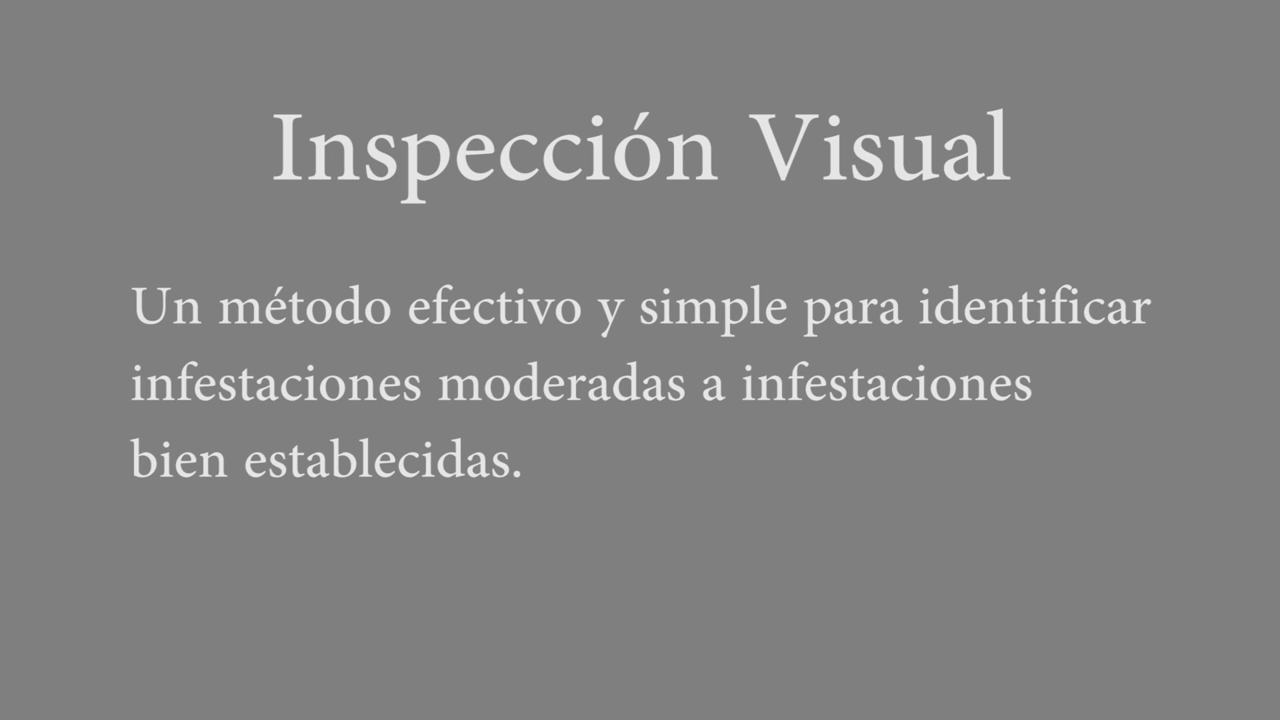 Inspección Visual
Un método efectivo y simple para identificar
infestaciones moderadas a infestaciones
bien establecidas.